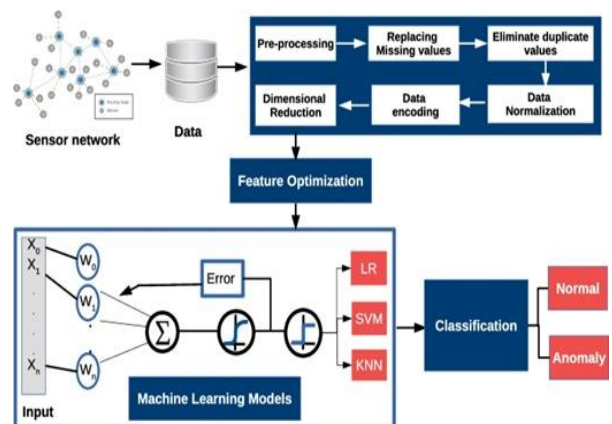 Sensor network
Data
Pre-processing
Replacing
Missing values
Eliminate duplicate
values
Dimensional
Reduction
Data
encoding
Data
Normalization
Feature Optimization
X0
X1
Xn
W0
W1
Wn
Input
Error
Σ
LR
SVM
KNN
Machine Learning Models
Classification
Normal
Anomaly